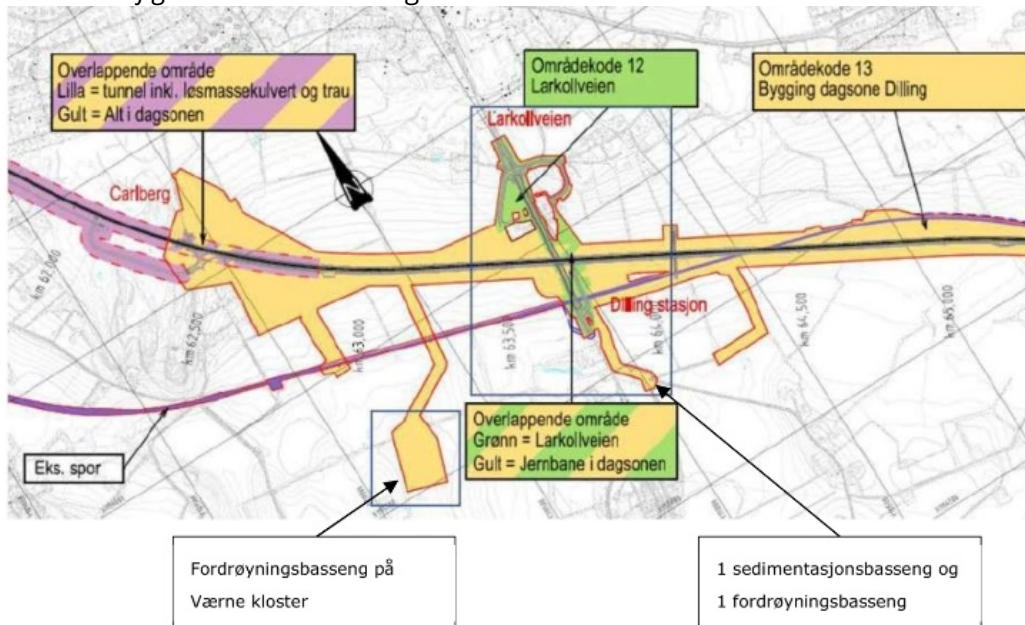 Overlappende område
Lilla = tunnel inkl. løsmassekulvert og trau
Gult = Alt i dagsonen
Områdekode 12
Larkollveien
Områdekode 13
Bygging dagsone Dilling
Larkollveien
Carlberg
Dilling stasjon
km 62,000
km 62,500
km 63,000
km 63,500
km 64,000
km 64,500
km 65,000
Eks. spor
Overlappende område
Grønn = Larkollveien
Gult = Jernbane i dagsonen
Fordrøyningsbasseng på
Værne kloster
1 sedimentasjonsbasseng og
1 fordrøyningsbasseng